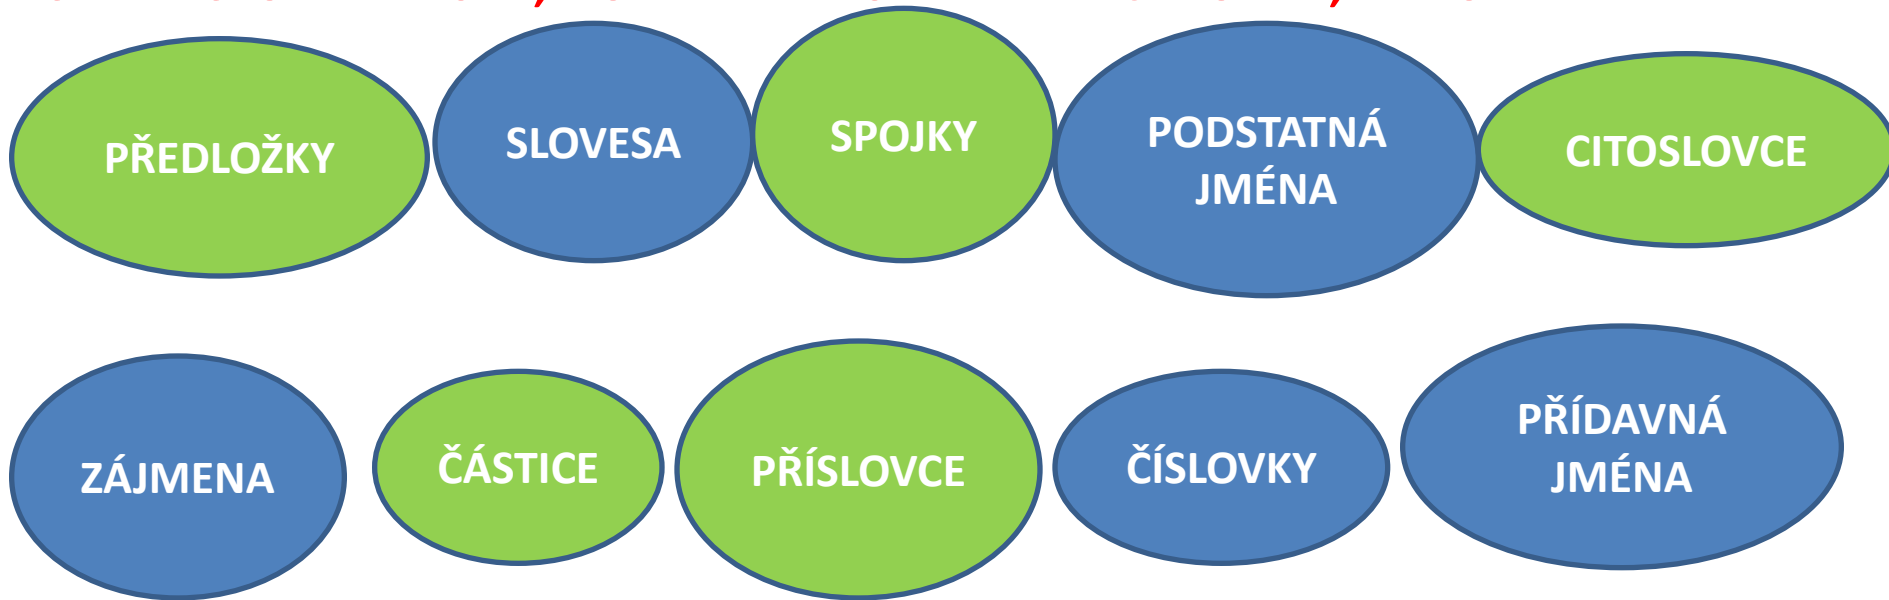 PŘEDLOŽKY
SLOVESA
SPOJKY
PODSTATNÁ
JMÉNA
CITOSLOVCE
ZÁJMENA
ČÁSTICE
PŘÍSLOVCE
ČÍSLOVKY
PŘÍDAVNÁ
JMÉNA